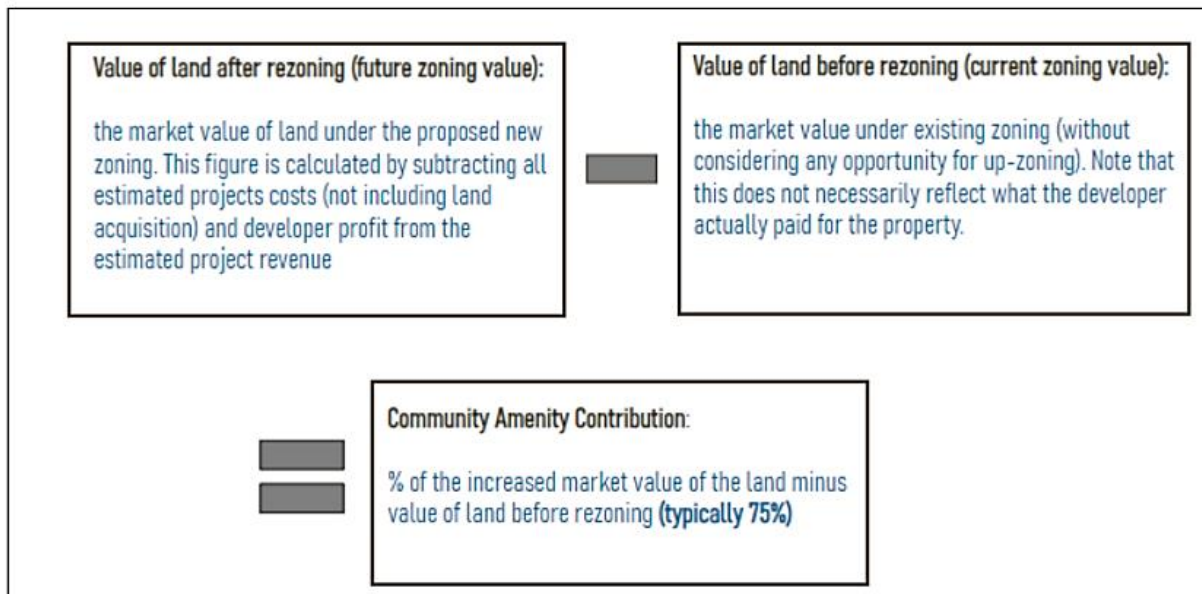 Value of land after rezoning (future zoning value):
the market value of land under the proposed new
zoning. This figure is calculated by subtracting all
estimated projects costs (not including land
acquisition) and developer profit from the
estimated project revenue
Value of land before rezoning (current zoning value):
the market value under existing zoning (without
considering any opportunity for up-zoning). Note that
this does not necessarily reflect what the developer
actually paid for the property.
Community Amenity Contribution:
% of the increased market value of the land minus
value of land before rezoning (typically 75%)